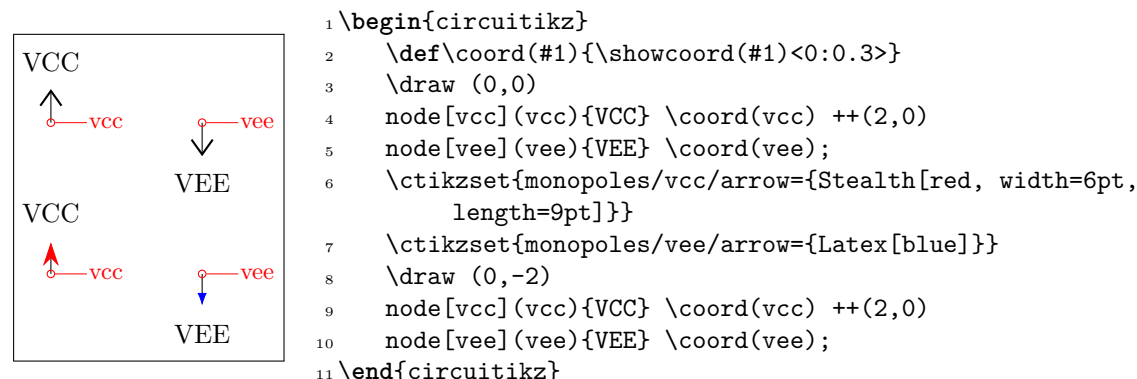 VCC
vcc
vee
VEE
VCC
vcc
vee
VEE
1 \begin{circuitikz}
2     \def\coord(#1){\showcoord(#1)<0:0.3>}
3     \draw (0,0)
4     node[vcc](vcc){VCC} \coord(vcc) ++(2,0)
5     node[vee](vee){VEE} \coord(vee);
6     \ctikzset{monopoles/vcc/arrow={Stealth[red, width=6pt,
length=9pt]}}
7     \ctikzset{monopoles/vee/arrow={Latex[blue]}}
8     \draw (0,-2)
9     node[vcc](vcc){VCC} \coord(vcc) ++(2,0)
10     node[vee](vee){VEE} \coord(vee);
11 \end{circuitikz}